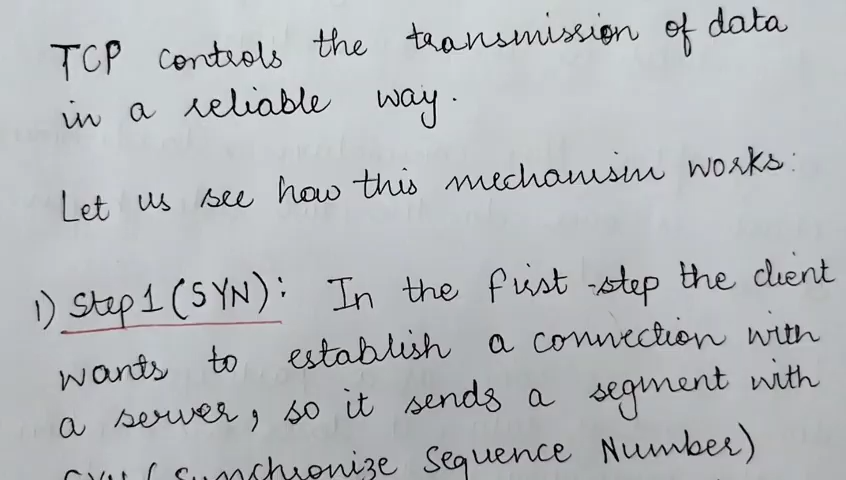 TCP controls the transmission of data
in a reliable way.
Let us see how this mechanism works:
1) Step 1 (SYN): In the first step the client
wants to establish a connection with
a server, so it sends a segment with
SYN (Synchronize Sequence Number)